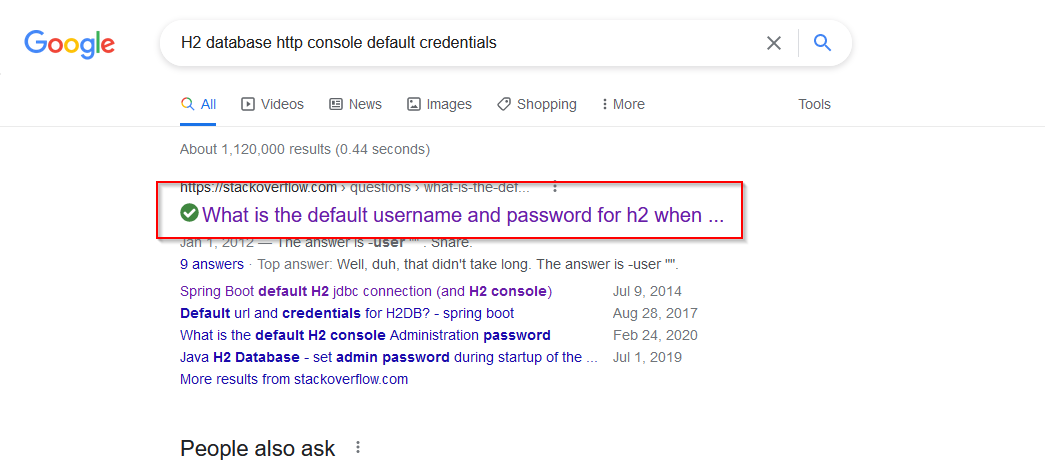 Google
H2 database http console default credentials
All Videos News Images Shopping More Tools
About 1,120,000 results (0.44 seconds)
https://stackoverflow.com › questions › what-is-the-def...
What is the default username and password for h2 when ...
Jan 1, 2012 — The answer is -user "" . Share.
9 answers · Top answer: Well, duh, that didn't take long. The answer is -user "".
Spring Boot default H2 jdbc connection (and H2 console) Jul 9, 2014
Default url and credentials for H2DB? - spring boot Aug 28, 2017
What is the default H2 console Administration password Feb 24, 2020
Java H2 Database - set admin password during startup of the ... Jul 1, 2019
More results from stackoverflow.com
People also ask